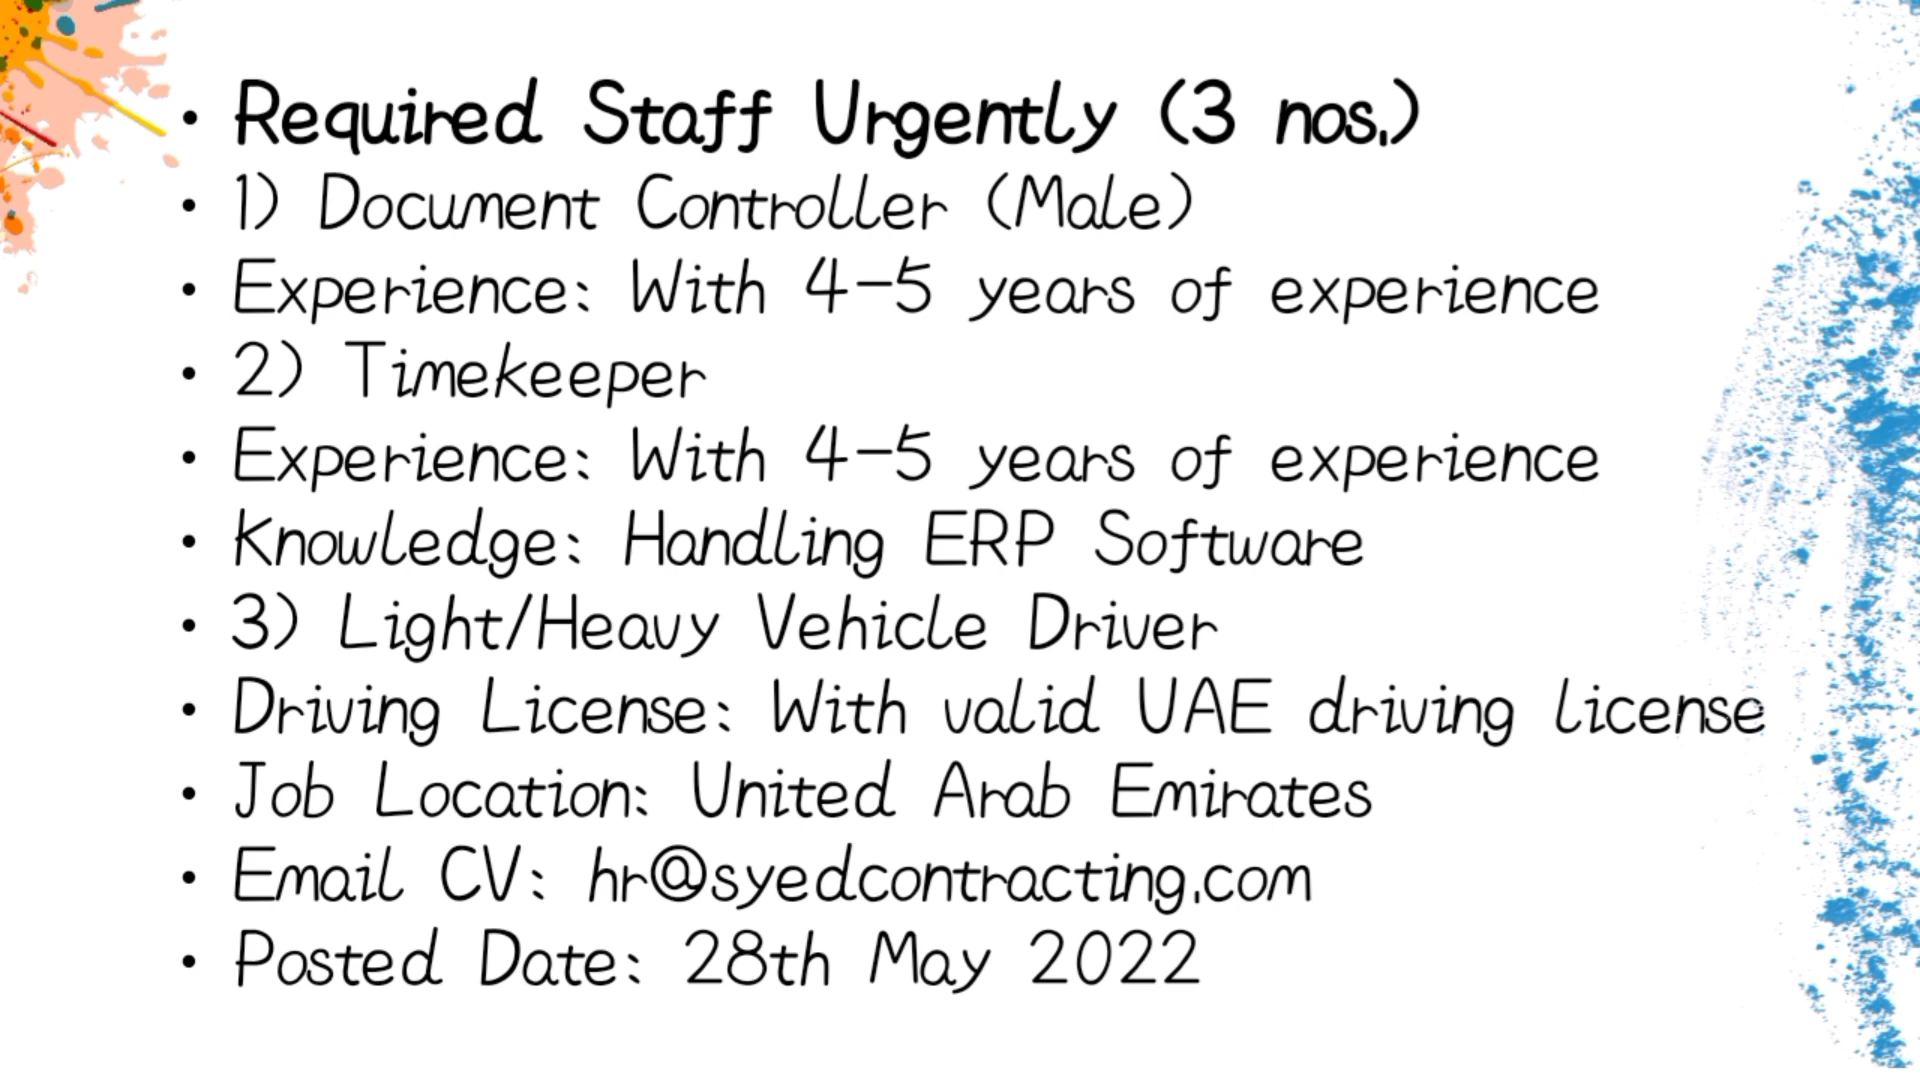 • Required Staff Urgently (3 nos.)
• 1) Document Controller (Male)
• Experience: With 4-5 years of experience
• 2) Timekeeper
• Experience: With 4-5 years of experience
• Knowledge: Handling ERP Software
• 3) Light/Heavy Vehicle Driver
• Driving License: With valid UAE driving license
• Job Location: United Arab Emirates
• Email CV: hr@syedcontracting.com
• Posted Date: 28th May 2022